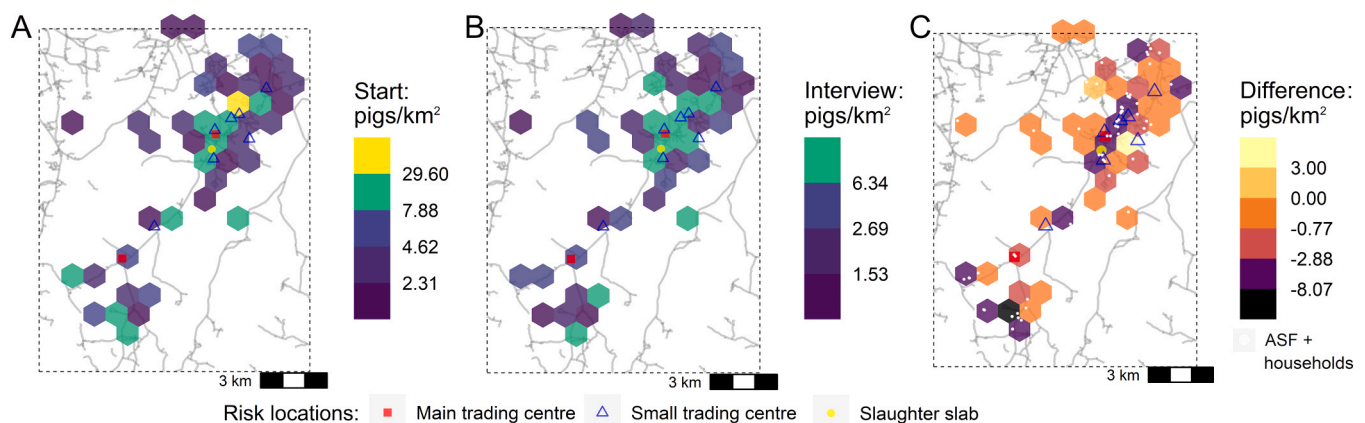 A
B
C
Start:
pigs/km²
29.60
7.88
4.62
2.31
Interview:
pigs/km²
6.34
2.69
1.53
Difference:
pigs/km²
3.00
0.00
-0.77
-2.88
-8.07
ASF +
households
3 km
3 km
3 km
Risk locations: Main trading centre Small trading centre Slaughter slab